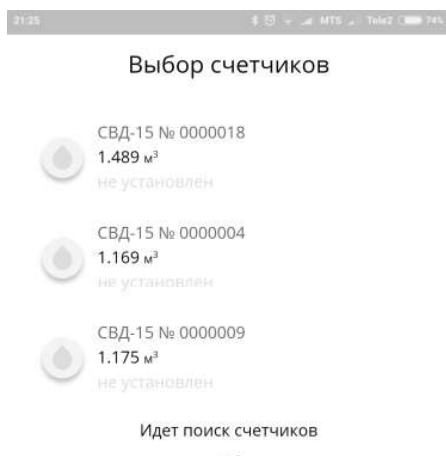 21:25 MTS Tele2 74%
Выбор счетчиков
СВД-15 № 0000018
1.489 м³
не установлен
СВД-15 № 0000004
1.169 м³
не установлен
СВД-15 № 0000009
1.175 м³
не установлен
Идет поиск счетчиков